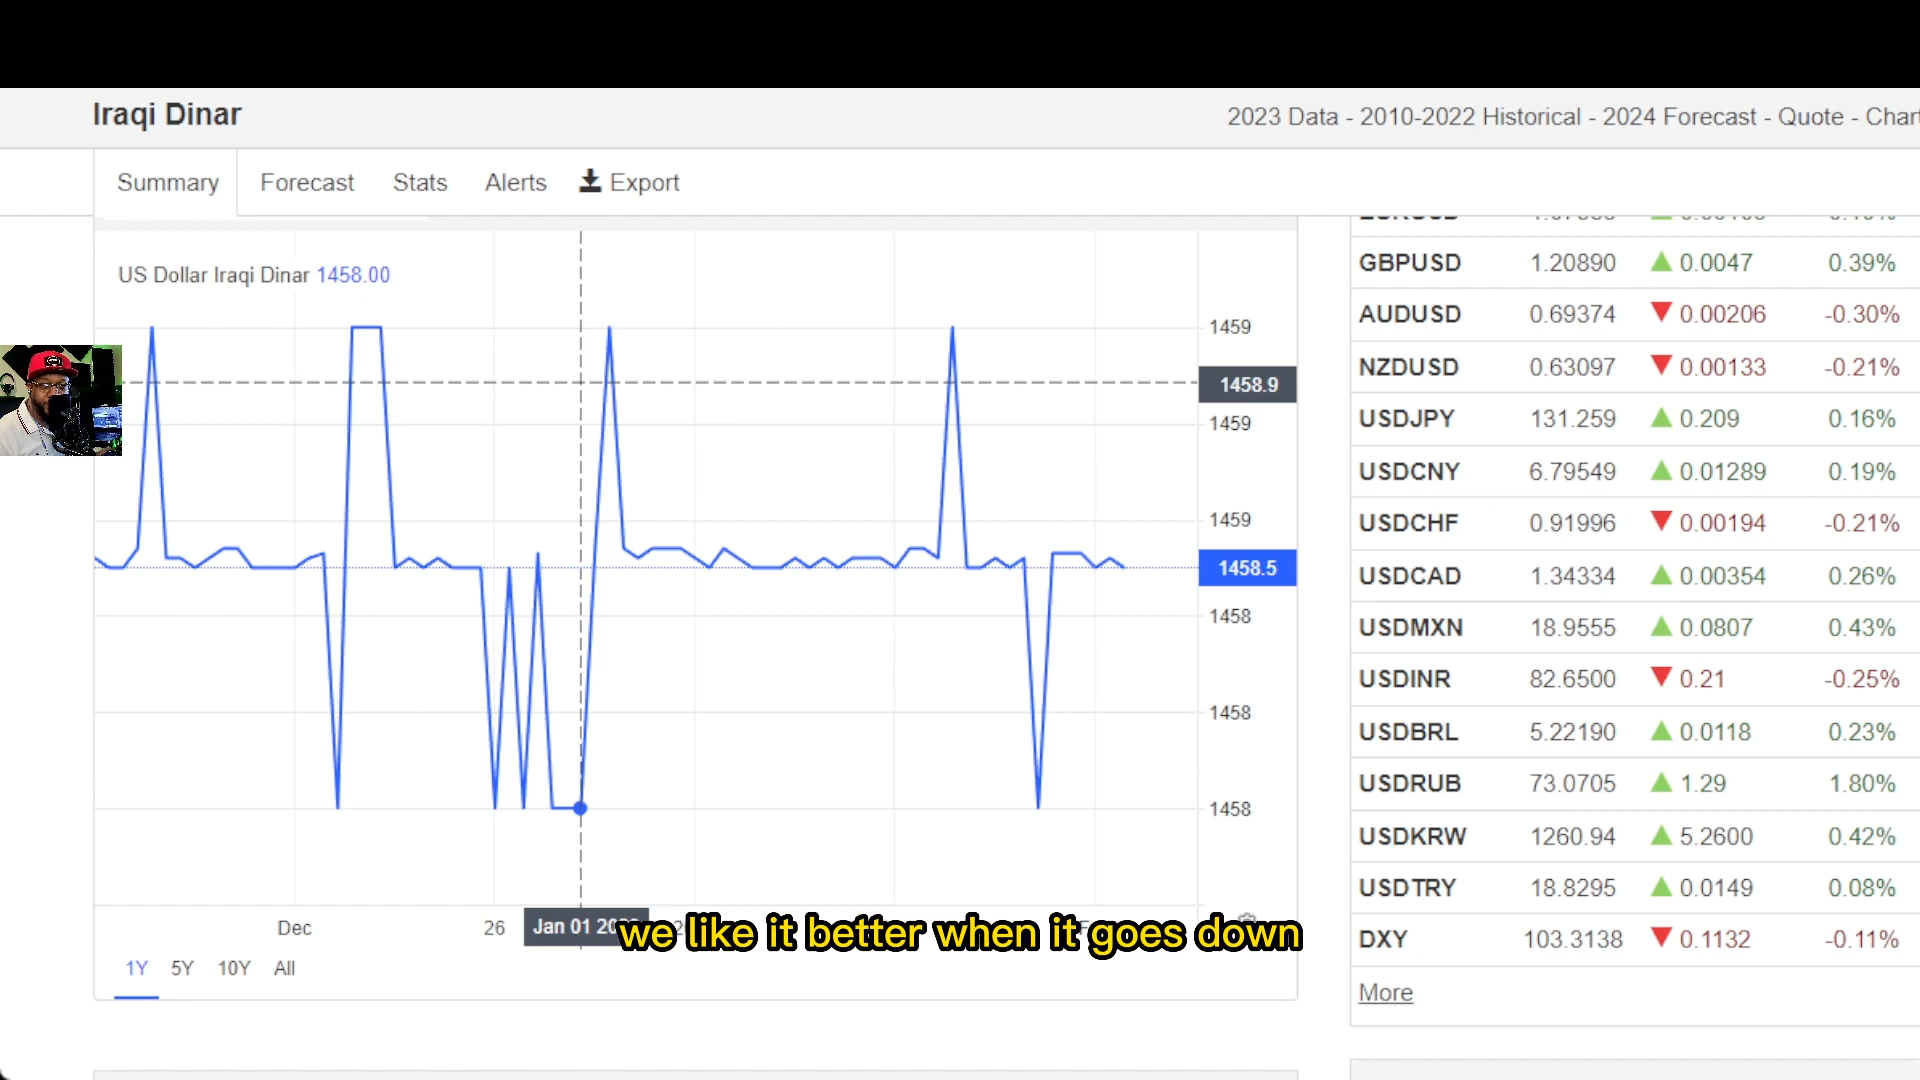 Iraqi Dinar
2023 Data - 2010-2022 Historical - 2024 Forecast - Quote - Chart
Summary Forecast Stats Alerts Export
US Dollar Iraqi Dinar 1458.00
1459
1458.9
1459
1459
1458.5
1458
1458
1458
Dec 26 Jan 01
we like it better when it goes down
1Y 5Y 10Y All
GBPUSD 1.20890 0.0047 0.39%
AUDUSD 0.69374 0.00206 -0.30%
NZDUSD 0.63097 0.00133 -0.21%
USDJPY 131.259 0.209 0.16%
USDCNY 6.79549 0.01289 0.19%
USDCHF 0.91996 0.00194 -0.21%
USDCAD 1.34334 0.00354 0.26%
USDMXN 18.9555 0.0807 0.43%
USDINR 82.6500 0.21 -0.25%
USDBRL 5.22190 0.0118 0.23%
USDRUB 73.0705 1.29 1.80%
USDKRW 1260.94 5.2600 0.42%
USDTRY 18.8295 0.0149 0.08%
DXY 103.3138 0.1132 -0.11%
More